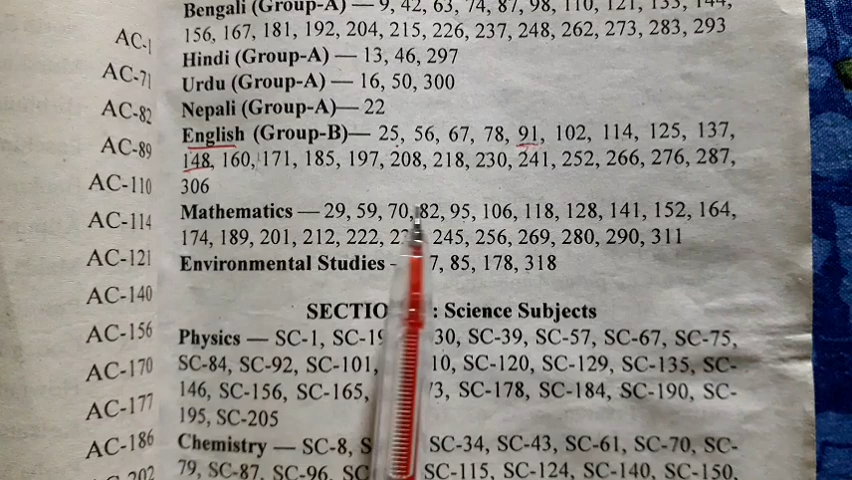 Bengali (Group-A) — 9, 42, 63, 74, 87, 98, 110, 121, 133, 144,
156, 167, 181, 192, 204, 215, 226, 237, 248, 262, 273, 283, 293
Hindi (Group-A) — 13, 46, 297
Urdu (Group-A) — 16, 50, 300
Nepali (Group-A)— 22
English (Group-B)— 25, 56, 67, 78, 91, 102, 114, 125, 137,
148, 160, 171, 185, 197, 208, 218, 230, 241, 252, 266, 276, 287,
306
Mathematics — 29, 59, 70, 82, 95, 106, 118, 128, 141, 152, 164,
174, 189, 201, 212, 222, 245, 256, 269, 280, 290, 311
Environmental Studies - 85, 178, 318
: Science Subjects
Physics — SC-1, SC-39, SC-57, SC-67, SC-75,
SC-84, SC-92, SC-101, SC-120, SC-129, SC-135, SC-
146, SC-156, SC-165, SC-178, SC-184, SC-190, SC-
195, SC-205
Chemistry — SC-8, SC-34, SC-43, SC-61, SC-70, SC-
79, SC-87, SC-96, SC-115, SC-124, SC-140, SC-150,
AC-1
AC-71
AC-82
AC-89
AC-110
AC-114
AC-121
AC-140
AC-156
AC-170
AC-177
AC-186
AC-202